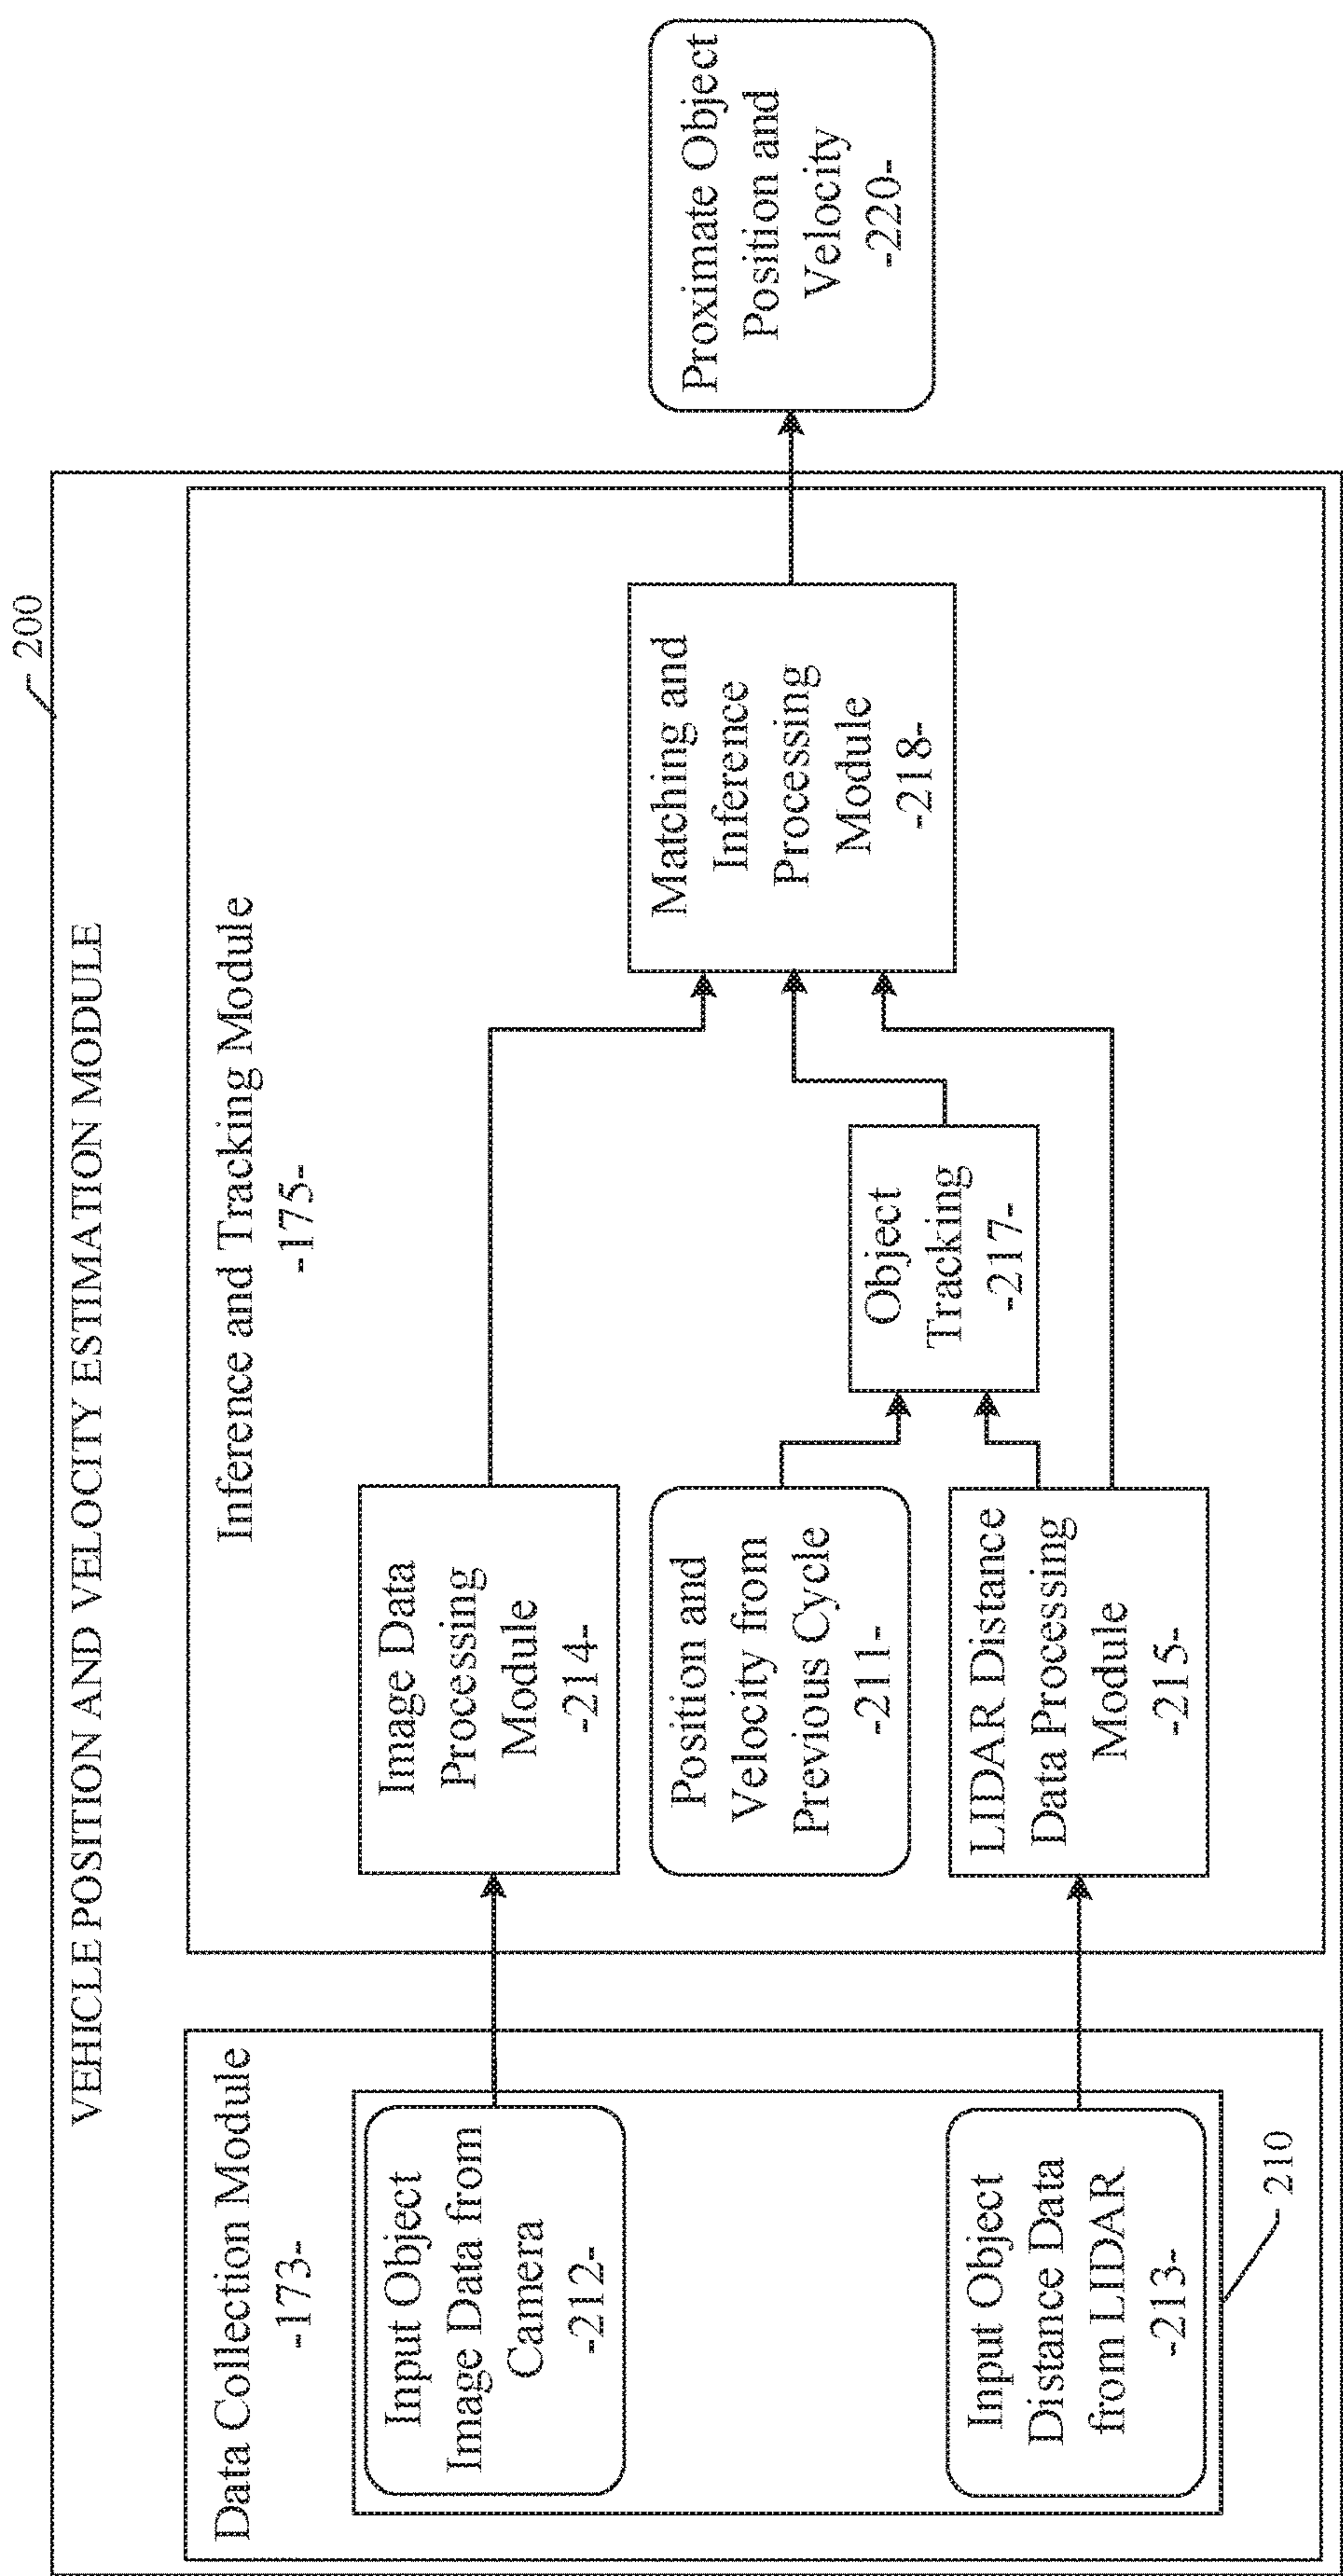 200
VEHICLE POSITION AND VELOCITY ESTIMATION MODULE
Data Collection Module
-173-
Input Object
Image Data from
Camera
-212-
Input Object
Distance Data
from LIDAR
-213-
210
Inference and Tracking Module
-175-
Image Data
Processing
Module
-214-
Position and
Velocity from
Previous Cycle
-211-
LIDAR Distance
Data Processing
Module
-215-
Object
Tracking
-217-
Matching and
Inference
Processing
Module
-218-
Proximate Object
Position and
Velocity
-220-